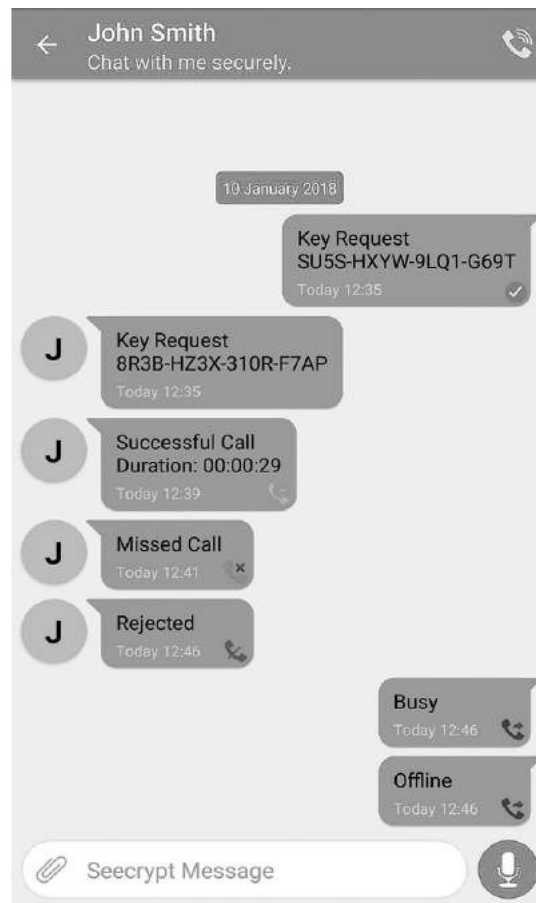 John Smith
Chat with me securely.
10 January 2018
Key Request
SU5S-HXYW-9LQ1-G69T
Today 12:35
J
Key Request
8R3B-HZ3X-310R-F7AP
Today 12:35
J
Successful Call
Duration: 00:00:29
Today 12:39
J
Missed Call
Today 12:41
J
Rejected
Today 12:46
Busy
Today 12:46
Offline
Today 12:46
Seecrypt Message